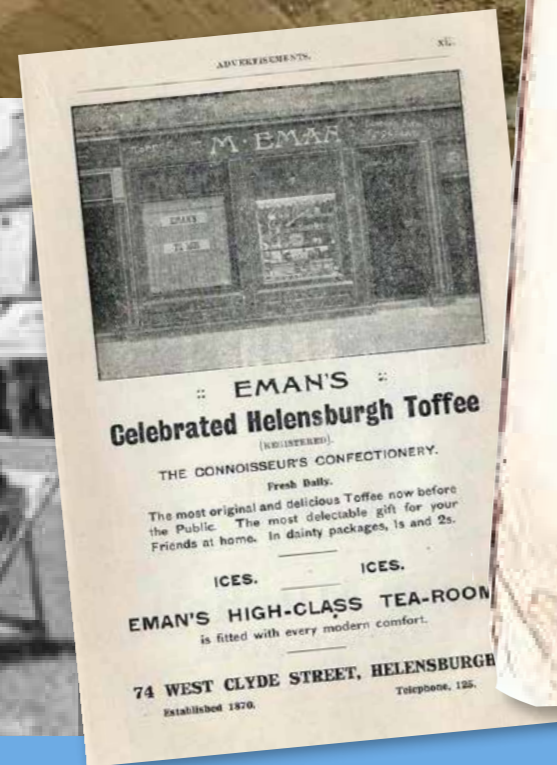 ADVERTISEMENTS. xii.
M. EMAN
EMAN'S
:: EMAN'S ::
Celebrated Helensburgh Toffee
(REGISTERED).
THE CONNOISSEUR'S CONFECTIONERY.
Fresh Daily.
The most original and delicious Toffee now before
the Public. The most delectable gift for your
Friends at home. In dainty packages, 1s and 2s.
ICES. ICES.
EMAN'S HIGH-CLASS TEA-ROOM
is fitted with every modern comfort.
74 WEST CLYDE STREET, HELENSBURGH
Established 1870. Telephone, 125.